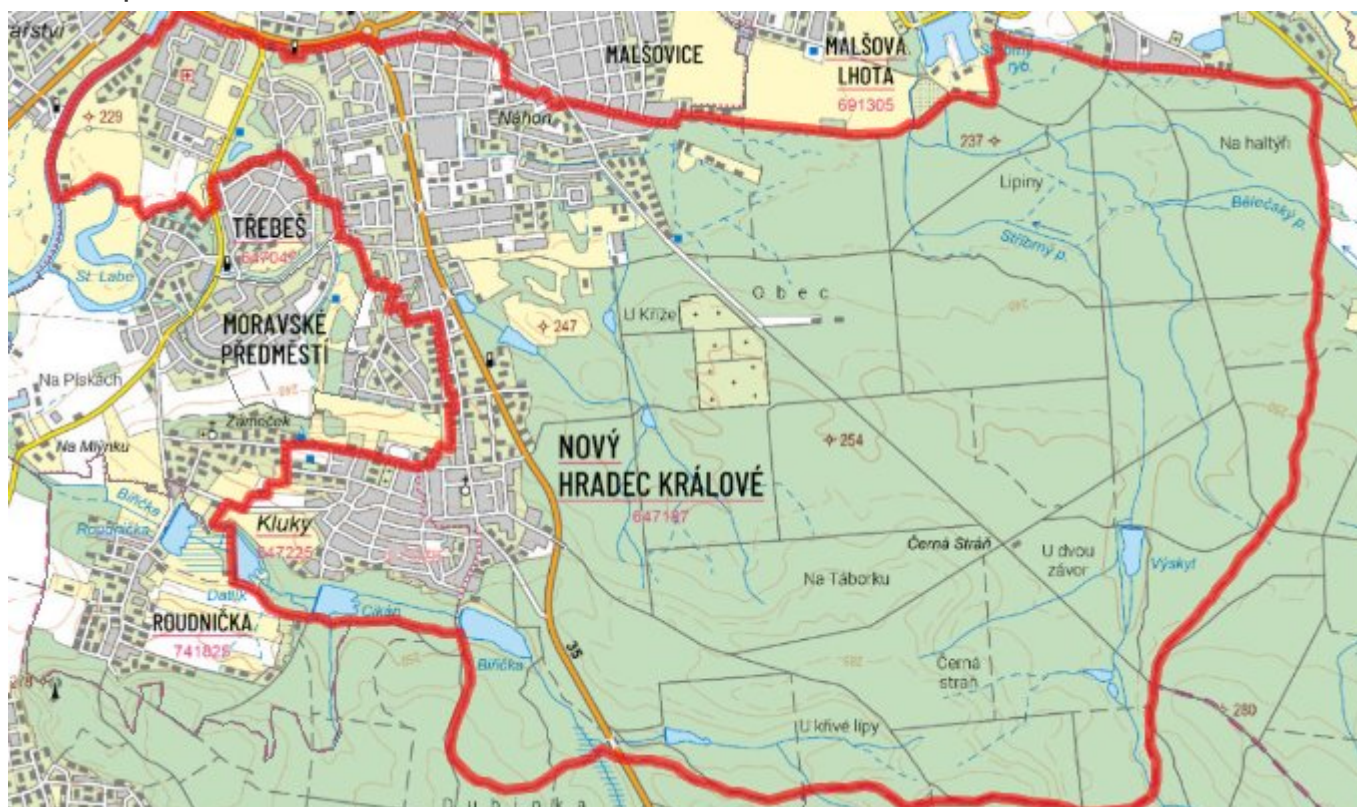 MALŠOVICE
MALŠOVA
LHOTA
691305
229
Náhon
237
Na haltýři
Lipiny
Bělečský p.
Stříbrný p.
TŘEBEŠ
St. Labe
Obec
U Kříže
247
MORAVSKÉ
PŘEDMĚSTÍ
Na Pískách
Zámeček
Na Mlýnku
254
NOVÝ
HRADEC KRÁLOVÉ
647187
Biřička
Roudnička
Kluky
647225
Černá Stráň
U dvou
závor
Výskyt
Na Táborku
Datlík
Cikán
ROUDNIČKA
741825
Biřička
35
Černá
stráň
280
U křivé lípy